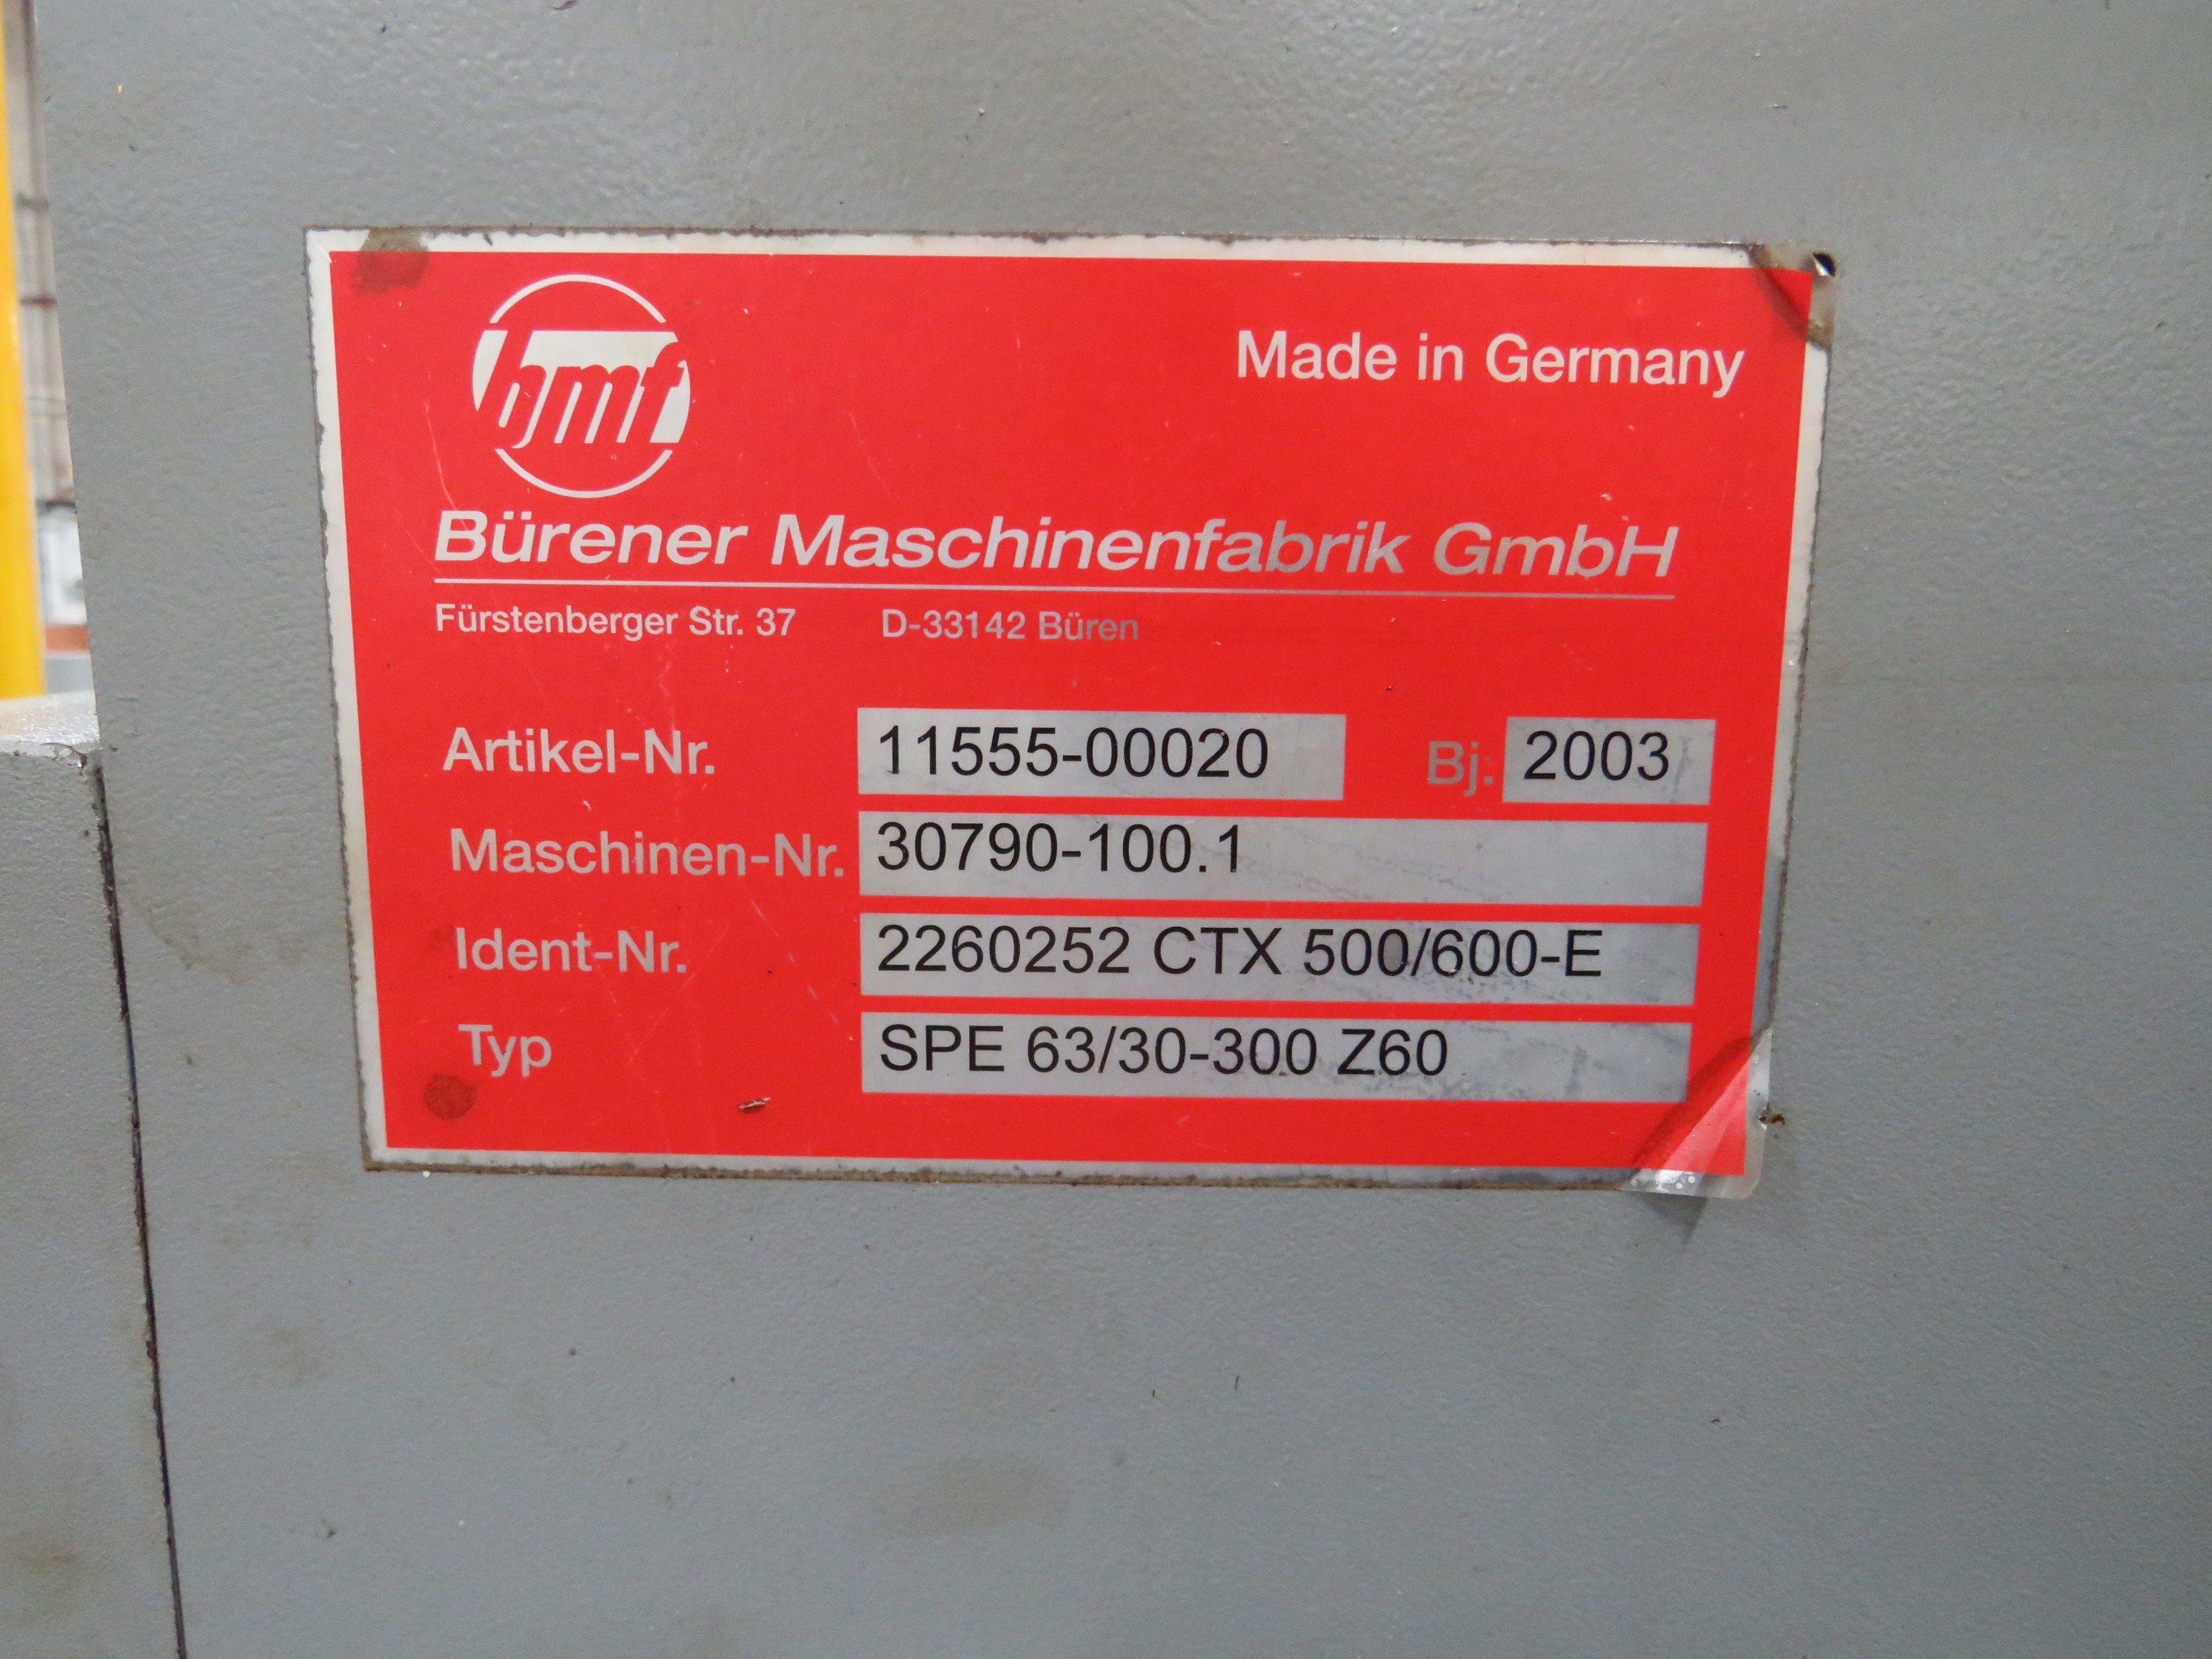 bmf
Made in Germany
Bürener Maschinenfabrik GmbH
Fürstenberger Str. 37 D-33142 Büren
Artikel-Nr. 11555-00020 Bj: 2003
Maschinen-Nr. 30790-100.1
Ident-Nr. 2260252 CTX 500/600-E
Typ SPE 63/30-300 Z60